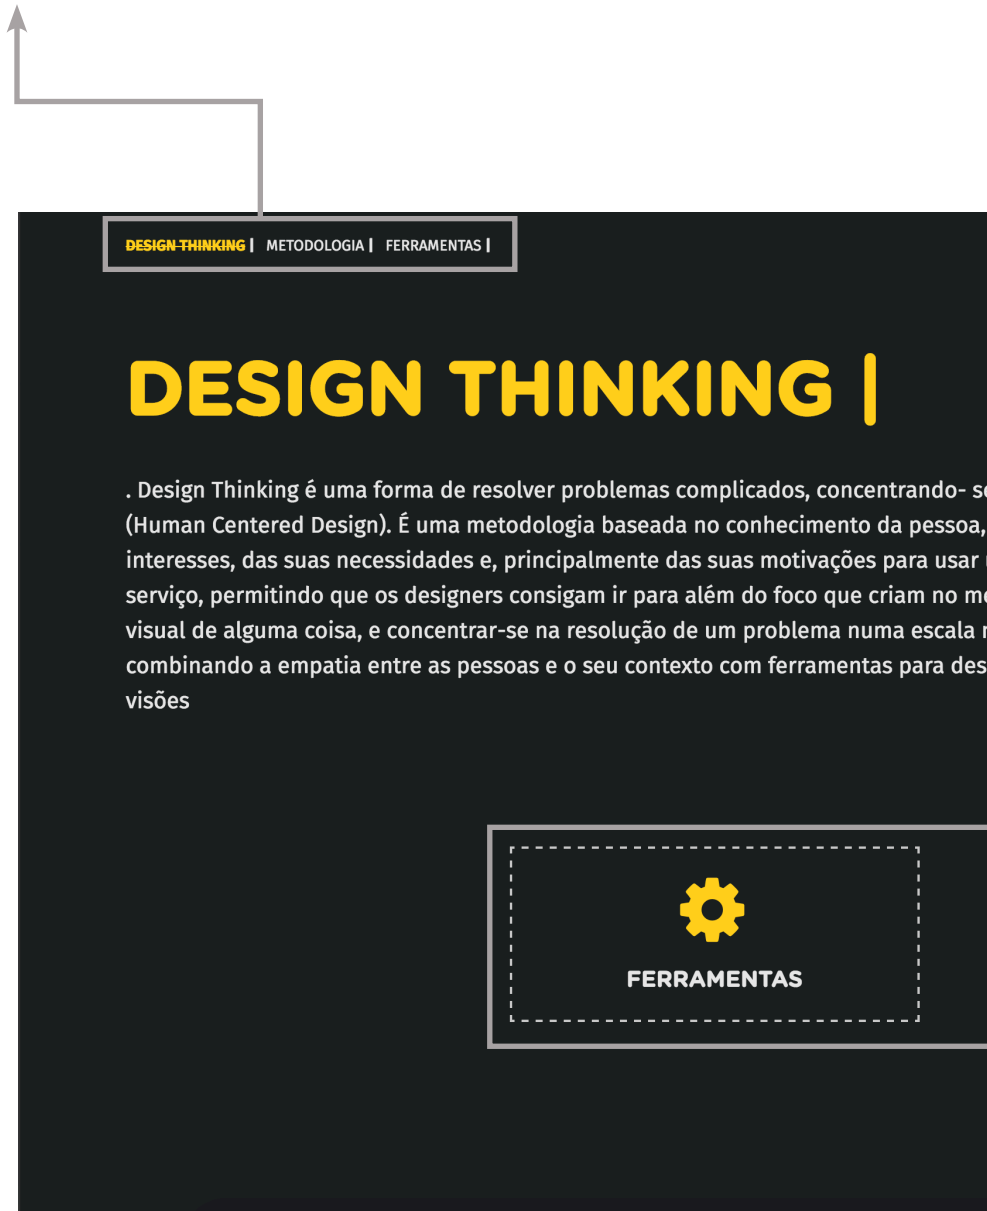 DESIGN THINKING | METODOLOGIA | FERRAMENTAS |
DESIGN THINKING |
. Design Thinking é uma forma de resolver problemas complicados, concentrando-
(Human Centered Design). É uma metodologia baseada no conhecimento da pessoa,
interesses, das suas necessidades e, principalmente das suas motivações para usar
serviço, permitindo que os designers consigam ir para além do foco que criam no
visual de alguma coisa, e concentrar-se na resolução de um problema numa escala
combinando a empatia entre as pessoas e o seu contexto com ferramentas para
visões
FERRAMENTAS